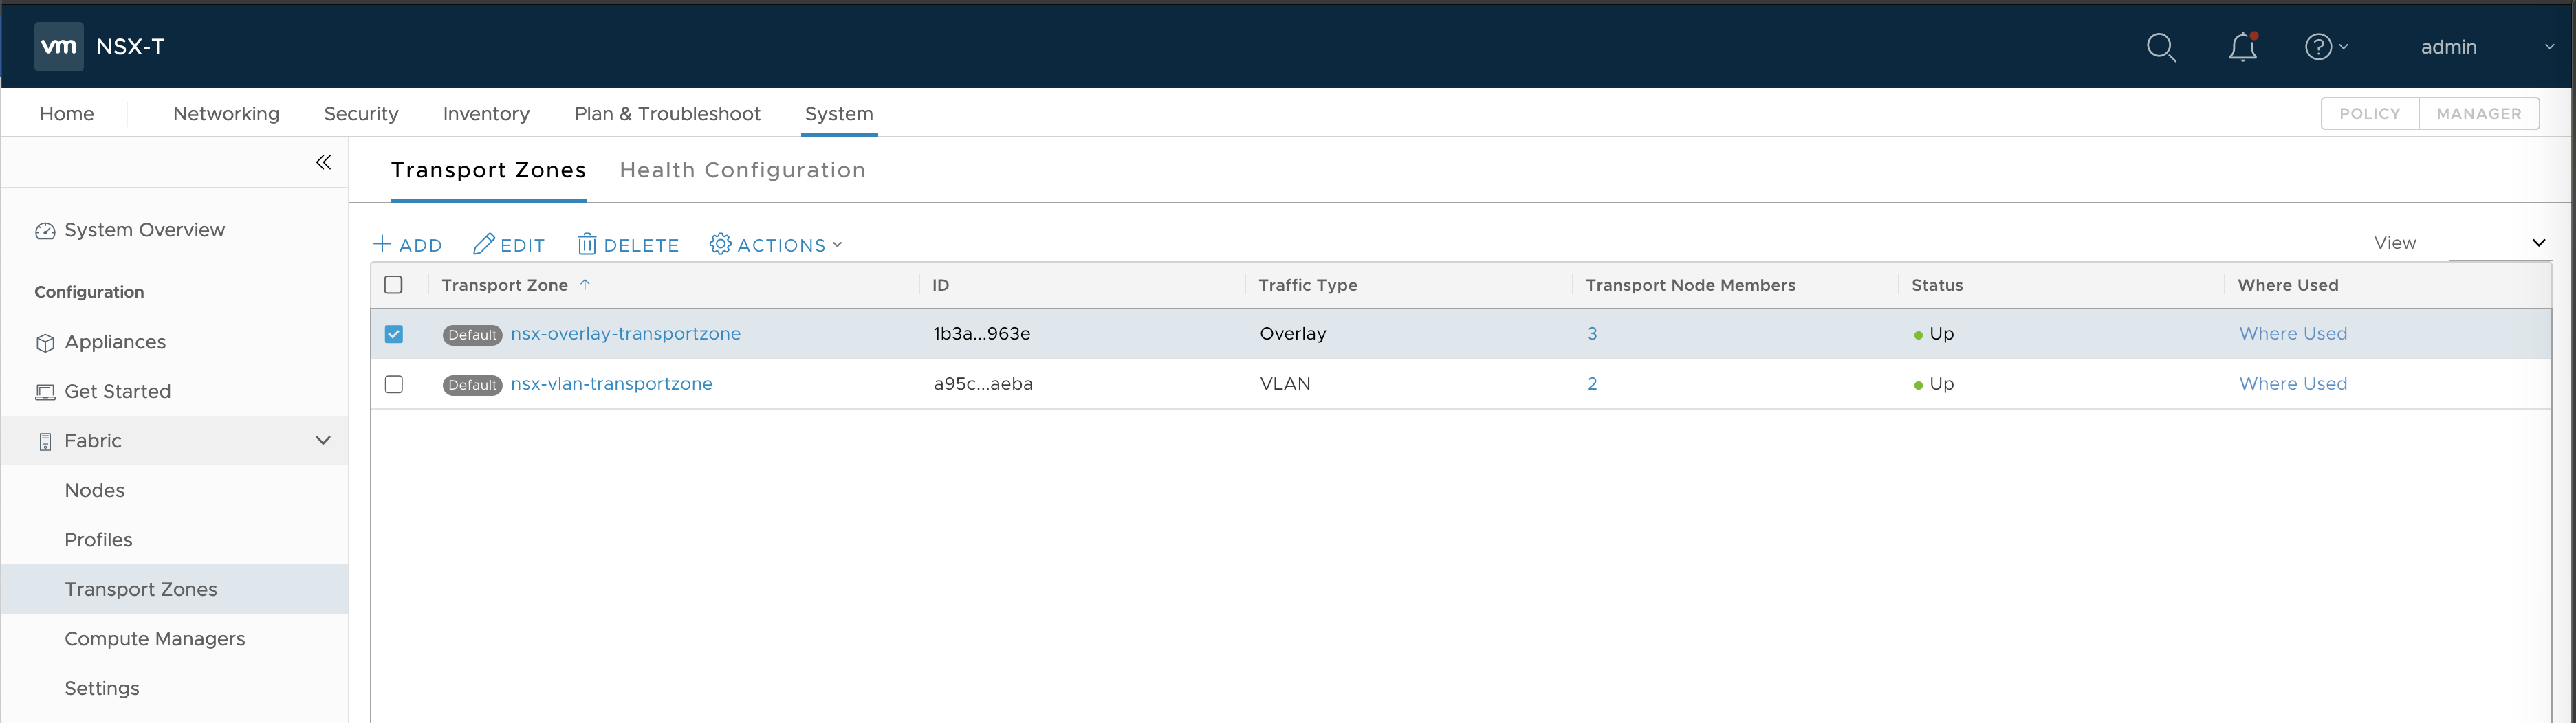 vm NSX-T admin
Home Networking Security Inventory Plan & Troubleshoot System POLICY MANAGER
Transport Zones Health Configuration
System Overview
Configuration
Appliances
Get Started
Fabric
Nodes
Profiles
Transport Zones
Compute Managers
Settings
ADD EDIT DELETE ACTIONS View
Transport Zone ID Traffic Type Transport Node Members Status Where Used
Default nsx-overlay-transportzone 1b3a...963e Overlay 3 Up Where Used
Default nsx-vlan-transportzone a95c...aeba VLAN 2 Up Where Used